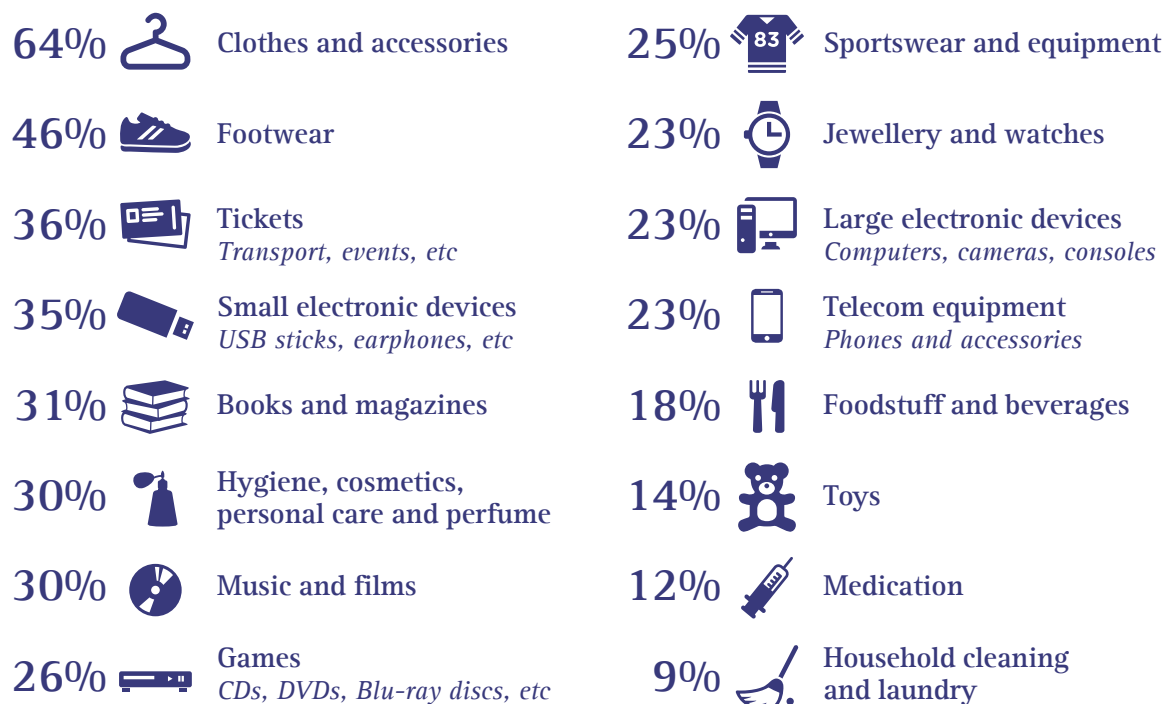 64%
Clothes and accessories
46%
Footwear
36%
Tickets
Transport, events, etc
35%
Small electronic devices
USB sticks, earphones, etc
31%
Books and magazines
30%
Hygiene, cosmetics,
personal care and perfume
30%
Music and films
26%
Games
CDs, DVDs, Blu-ray discs, etc
25%
83
Sportswear and equipment
23%
Jewellery and watches
23%
Large electronic devices
Computers, cameras, consoles
23%
Telecom equipment
Phones and accessories
18%
Foodstuff and beverages
14%
Toys
12%
Medication
9%
Household cleaning
and laundry